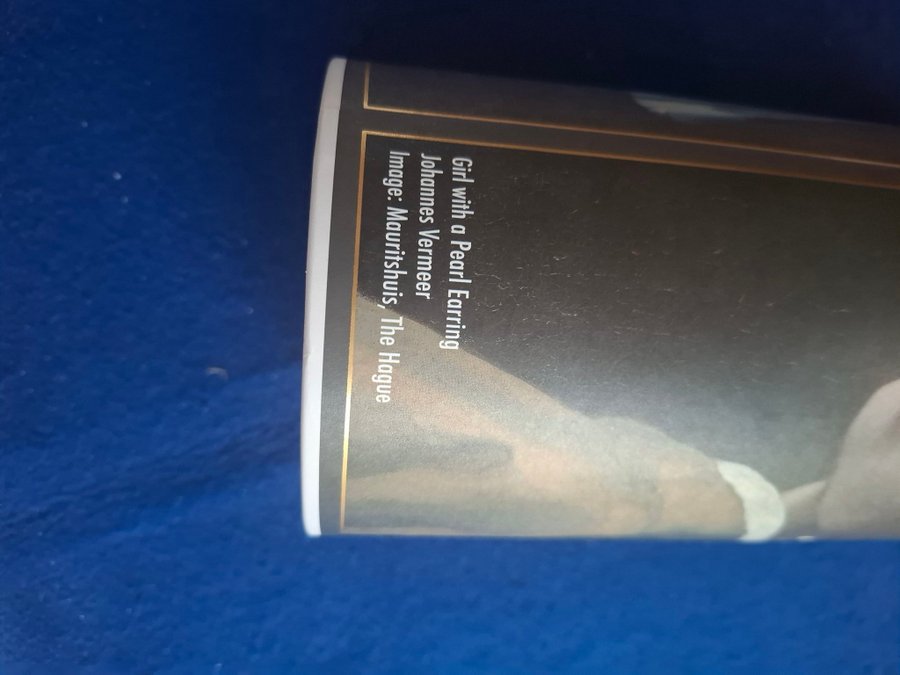 Girl with a Pearl Earring
Johannes Vermeer
Image: Mauritshuis, The Hague